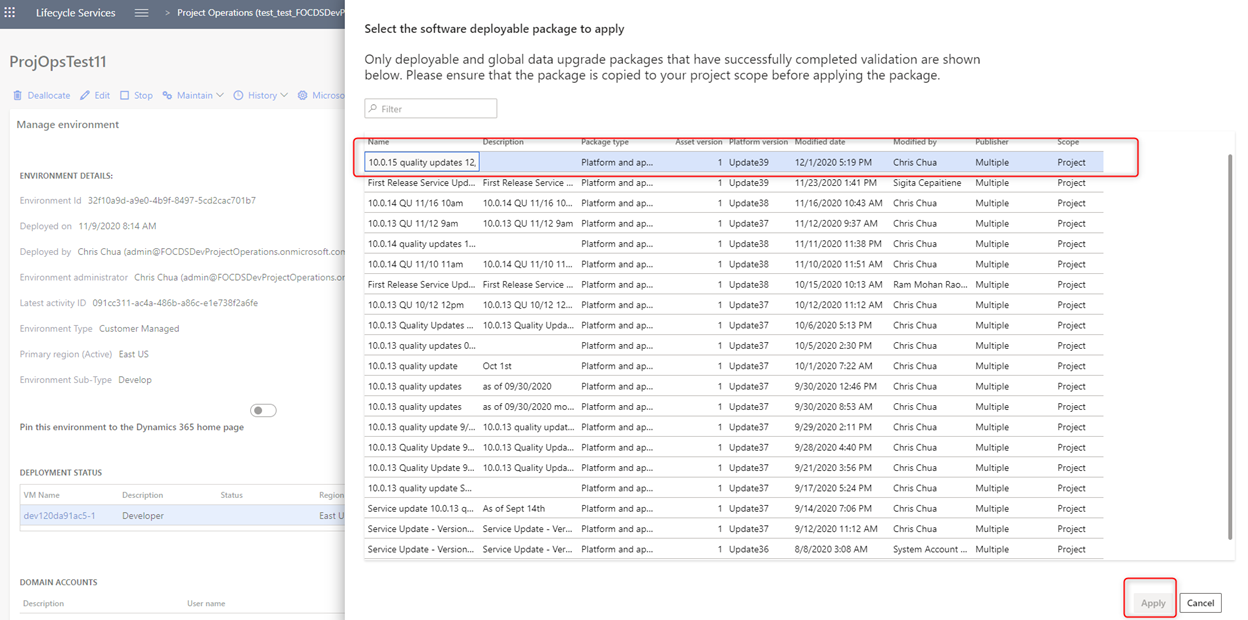 Lifecycle Services > Project Operations (test_test_FOCDSDevP
ProjOpsTest11
Deallocate Edit Stop Maintain History Microso
Manage environment
ENVIRONMENT DETAILS:
Environment Id 32f10a9d-a9e0-4b9f-8497-5cd2cac701b7
Deployed on 11/9/2020 8:14 AM
Deployed by Chris Chua (admin@FOCDSDevProjectOperations.onmicrosoft.com
Environment administrator Chris Chua (admin@FOCDSDevProjectOperations.on
Latest activity ID 091cc311-ac4a-486b-a86c-e1e738f2a6fe
Environment Type Customer Managed
Primary region (Active) East US
Environment Sub-Type Develop
Pin this environment to the Dynamics 365 home page
DEPLOYMENT STATUS
VM Name Description Status Region
dev120da91ac5-1 Developer East U
DOMAIN ACCOUNTS
Description User name
Select the software deployable package to apply
Only deployable and global data upgrade packages that have successfully completed validation are shown
below. Please ensure that the package is copied to your project scope before applying the package.
Filter
Name Description Package type Asset version Platform version Modified date Modified by Publisher Scope
10.0.15 quality updates 12, Platform and ap... 1 Update39 12/1/2020 5:19 PM Chris Chua Multiple Project
First Release Service Upd... First Release Service ... Platform and ap... 1 Update39 11/23/2020 1:41 PM Sigita Cepaitiene Multiple Project
10.0.14 QU 11/16 10am 10.0.14 QU 11/16 10... Platform and ap... 1 Update38 11/16/2020 10:43 AM Chris Chua Multiple Project
10.0.13 QU 11/12 9am 10.0.13 QU 11/12 9am Platform and ap... 1 Update37 11/12/2020 9:37 AM Chris Chua Multiple Project
10.0.14 quality updates 1... Platform and ap... 1 Update38 11/11/2020 11:38 PM Chris Chua Multiple Project
10.0.14 QU 11/10 11am 10.0.14 QU 11/10 11... Platform and ap... 1 Update38 11/10/2020 11:51 AM Chris Chua Multiple Project
First Release Service Upd... First Release Service ... Platform and ap... 1 Update38 10/15/2020 10:13 AM Ram Mohan Rao... Multiple Project
10.0.13 QU 10/12 12pm 10.0.13 QU 10/12 12... Platform and ap... 1 Update37 10/12/2020 11:12 AM Chris Chua Multiple Project
10.0.13 Quality Updates ... 10.0.13 Quality Upda... Platform and ap... 1 Update37 10/6/2020 5:13 PM Chris Chua Multiple Project
10.0.13 quality updates 0... Platform and ap... 1 Update37 10/5/2020 2:30 PM Chris Chua Multiple Project
10.0.13 quality update Oct 1st Platform and ap... 1 Update37 10/1/2020 7:22 AM Chris Chua Multiple Project
10.0.13 quality updates as of 09/30/2020 Platform and ap... 1 Update37 9/30/2020 12:46 PM Chris Chua Multiple Project
10.0.13 quality updates as of 09/30/2020 mo... Platform and ap... 1 Update37 9/30/2020 8:53 AM Chris Chua Multiple Project
10.0.13 quality update 9/... 10.0.13 quality updat... Platform and ap... 1 Update37 9/29/2020 2:11 PM Chris Chua Multiple Project
10.0.13 Quality Update 9... 10.0.13 Quality Upda... Platform and ap... 1 Update37 9/28/2020 4:40 PM Chris Chua Multiple Project
10.0.13 Quality Update 9... 10.0.13 Quality Upda... Platform and ap... 1 Update37 9/21/2020 3:56 PM Chris Chua Multiple Project
10.0.13 quality update S... Platform and ap... 1 Update37 9/17/2020 5:24 PM Chris Chua Multiple Project
Service update 10.0.13 q... As of Sept 14th Platform and ap... 1 Update37 9/14/2020 7:06 PM Chris Chua Multiple Project
Service Update - Version... Service Update - Ver... Platform and ap... 1 Update37 9/12/2020 11:12 AM Chris Chua Multiple Project
Service Update - Version... Service Update - Ver... Platform and ap... 1 Update36 8/8/2020 3:08 AM System Account ... Multiple Project
Apply Cancel